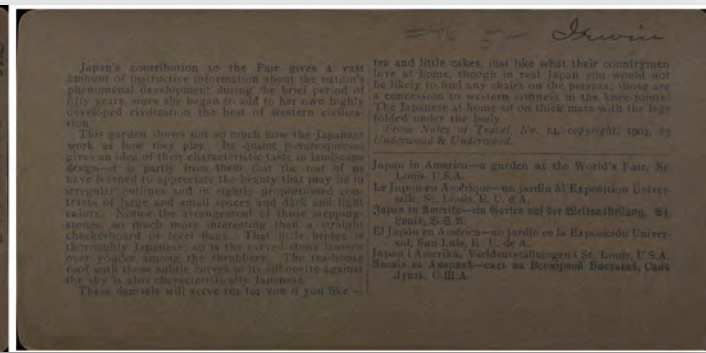 Irwin
Japan's contribution to the Fair gives a vast
amount of instructive information about the nation's
phenomenal development during the brief period of
fifty years, since she began to add to her own highly
developed civilization the best of western civiliza-
tion.
This garden shows not so much how the Japanese
work as how they play. Its quaint picturesqueness
gives an idea of their characteristic taste in landscape
design—it is partly from them that the rest of us
have learned to appreciate the beauty that may lie in
irregular outlines and in rightly proportioned con-
trasts of large and small spaces and dark and light
colors. Notice the arrangement of those stepping-
stones, so much more interesting than a straight
checkerboard of level flags. That little bridge is
thoroughly Japanese; so is the carved stone lantern
over yonder among the shrubbery. The tea-house
roof with those subtle curves in its silhouette against
the sky is also characteristically Japanese.
These damsels will serve tea for you if you like—
tea and little cakes, just like what their countrymen
love at home, though in real Japan you would not
be likely to find any chairs on the piazzas; those are
a concession to western stiffness in the knee-joints!
The Japanese at home sit on thick mats with the legs
folded under the body.
From Notes of Travel, No. 14, copyright, 1904, by
Underwood & Underwood.
Japan in America—a garden at the World's Fair, St.
Louis, U.S.A.
Le Japon en Amérique—un jardin à l'Exposition Univer-
selle, St. Louis, E. U. d'A.
Japan in Amerika—ein Garten auf der Weltausstellung, St.
Louis, V.S.A.
El Japón en América—un jardín en la Exposición Univer-
sal, San Luis, E. U. de A.
Japan i Amerika, Världsutställningen i St. Louis, U.S.A.
Японія въ Америкѣ—садъ на Всемірной Выставкѣ, Санъ
Луисъ, С.Ш.А.